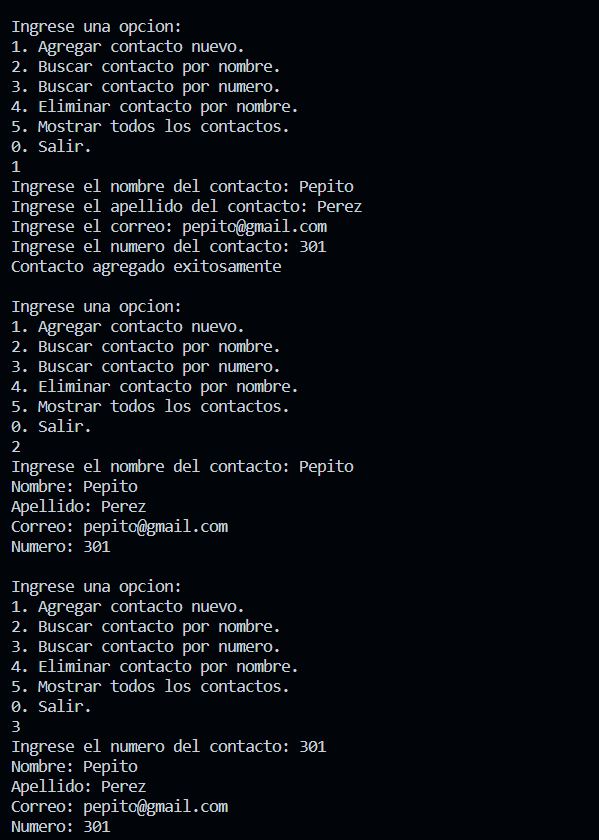 Ingrese una opcion:
1. Agregar contacto nuevo.
2. Buscar contacto por nombre.
3. Buscar contacto por numero.
4. Eliminar contacto por nombre.
5. Mostrar todos los contactos.
0. Salir.
1
Ingrese el nombre del contacto: Pepito
Ingrese el apellido del contacto: Perez
Ingrese el correo: pepito@gmail.com
Ingrese el numero del contacto: 301
Contacto agregado exitosamente
Ingrese una opcion:
1. Agregar contacto nuevo.
2. Buscar contacto por nombre.
3. Buscar contacto por numero.
4. Eliminar contacto por nombre.
5. Mostrar todos los contactos.
0. Salir.
2
Ingrese el nombre del contacto: Pepito
Nombre: Pepito
Apellido: Perez
Correo: pepito@gmail.com
Numero: 301
Ingrese una opcion:
1. Agregar contacto nuevo.
2. Buscar contacto por nombre.
3. Buscar contacto por numero.
4. Eliminar contacto por nombre.
5. Mostrar todos los contactos.
0. Salir.
3
Ingrese el numero del contacto: 301
Nombre: Pepito
Apellido: Perez
Correo: pepito@gmail.com
Numero: 301